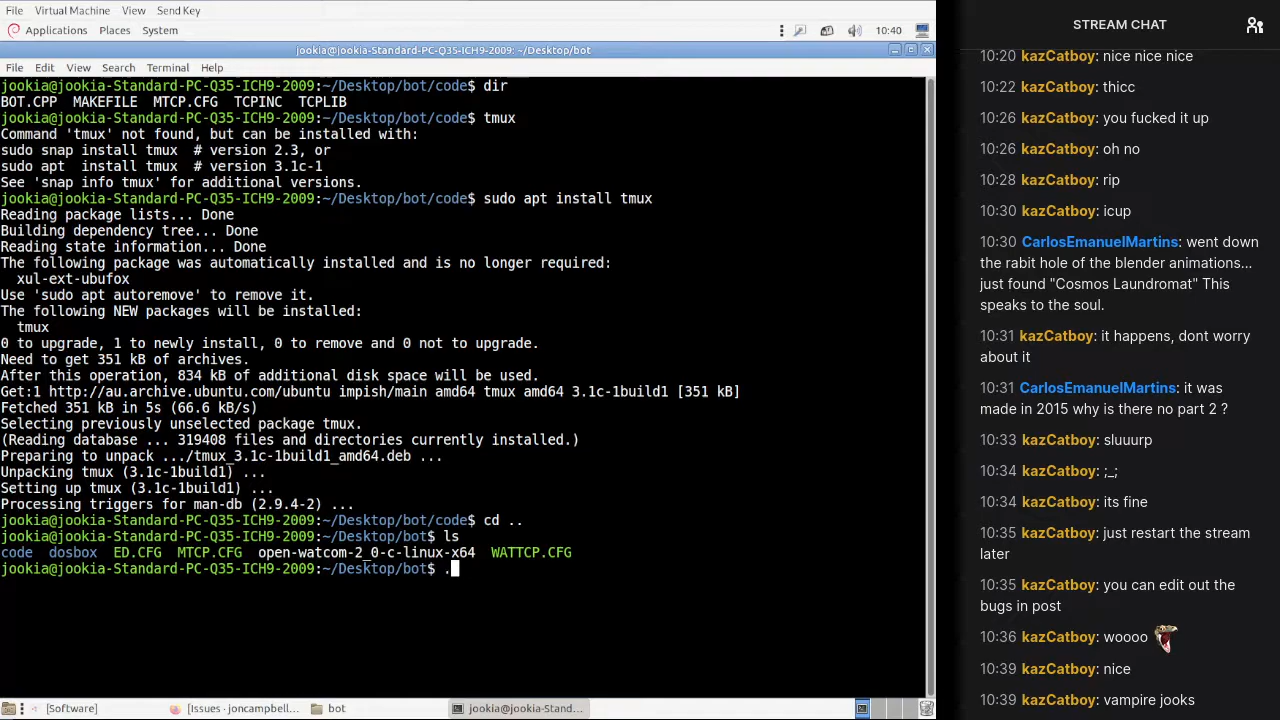 File Virtual Machine View Send Key
Applications Places System 10:40
jookia@jookia-Standard-PC-Q35-ICH9-2009: ~/Desktop/bot
File Edit View Search Terminal Help
jookia@jookia-Standard-PC-Q35-ICH9-2009:~/Desktop/bot/code$ dir
BOT.CPP MAKEFILE MTCP.CFG TCPINC TCPLIB
jookia@jookia-Standard-PC-Q35-ICH9-2009:~/Desktop/bot/code$ tmux
Command 'tmux' not found, but can be installed with:
sudo snap install tmux # version 2.3, or
sudo apt install tmux # version 3.1c-1
See 'snap info tmux' for additional versions.
jookia@jookia-Standard-PC-Q35-ICH9-2009:~/Desktop/bot/code$ sudo apt install tmux
Reading package lists... Done
Building dependency tree... Done
Reading state information... Done
The following package was automatically installed and is no longer required:
xul-ext-ubufox
Use 'sudo apt autoremove' to remove it.
The following NEW packages will be installed:
tmux
0 to upgrade, 1 to newly install, 0 to remove and 0 not to upgrade.
Need to get 351 kB of archives.
After this operation, 834 kB of additional disk space will be used.
Get:1 http://au.archive.ubuntu.com/ubuntu impish/main amd64 tmux amd64 3.1c-1build1 [351 kB]
Fetched 351 kB in 5s (66.6 kB/s)
Selecting previously unselected package tmux.
(Reading database ... 319408 files and directories currently installed.)
Preparing to unpack .../tmux_3.1c-1build1_amd64.deb ...
Unpacking tmux (3.1c-1build1) ...
Setting up tmux (3.1c-1build1) ...
Processing triggers for man-db (2.9.4-2) ...
jookia@jookia-Standard-PC-Q35-ICH9-2009:~/Desktop/bot/code$ cd ..
jookia@jookia-Standard-PC-Q35-ICH9-2009:~/Desktop/bot$ ls
code dosbox ED.CFG MTCP.CFG open-watcom-2_0-c-linux-x64 WATTCP.CFG
jookia@jookia-Standard-PC-Q35-ICH9-2009:~/Desktop/bot$ .
[Software] [Issues · joncampbell... bot jookia@jookia-Stand...
STREAM CHAT
10:20 kazCatboy: nice nice nice
10:22 kazCatboy: thicc
10:26 kazCatboy: you fucked it up
10:26 kazCatboy: oh no
10:28 kazCatboy: rip
10:30 kazCatboy: icup
10:30 CarlosEmanuelMartins: went down
the rabit hole of the blender animations...
just found "Cosmos Laundromat" This
speaks to the soul.
10:31 kazCatboy: it happens, dont worry
about it
10:31 CarlosEmanuelMartins: it was
made in 2015 why is there no part 2 ?
10:33 kazCatboy: sluuurp
10:34 kazCatboy: ;_;
10:34 kazCatboy: its fine
10:35 kazCatboy: just restart the stream
later
10:35 kazCatboy: you can edit out the
bugs in post
10:36 kazCatboy: woooo
10:39 kazCatboy: nice
10:39 kazCatboy: vampire jooks